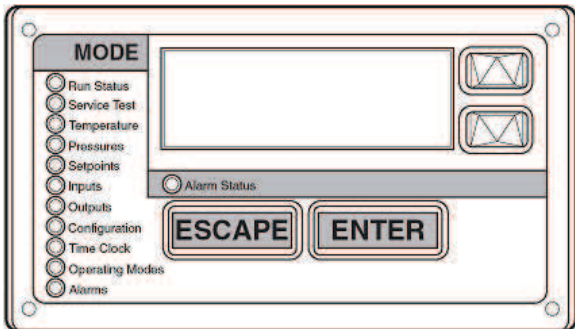 MODE
Run Status
Service Test
Temperature
Pressures
Setpoints
Inputs
Outputs
Configuration
Time Clock
Operating Modes
Alarms
Alarm Status
ESCAPE
ENTER